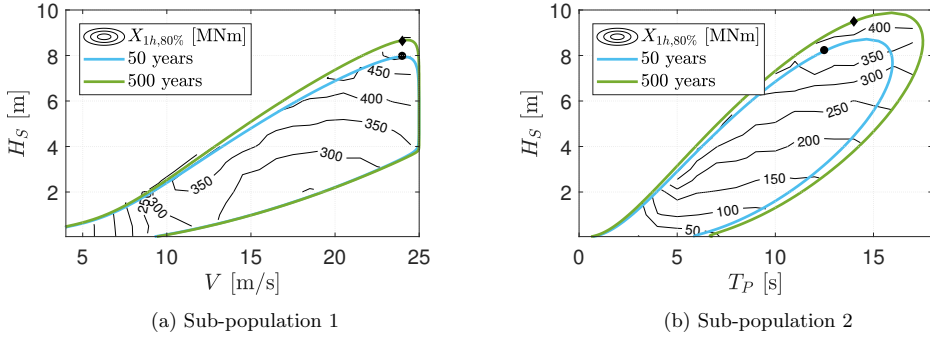 10
8
6
4
2
H_S [m]
X_{1h,80%} [MNm]
50 years
500 years
450
400
350
300
350
300
250
5
10
15
20
25
V [m/s]
(a) Sub-population 1
10
8
6
4
2
0
H_S [m]
X_{1h,80%} [MNm]
50 years
500 years
400
350
300
250
200
150
100
50
0
5
10
15
T_P [s]
(b) Sub-population 2